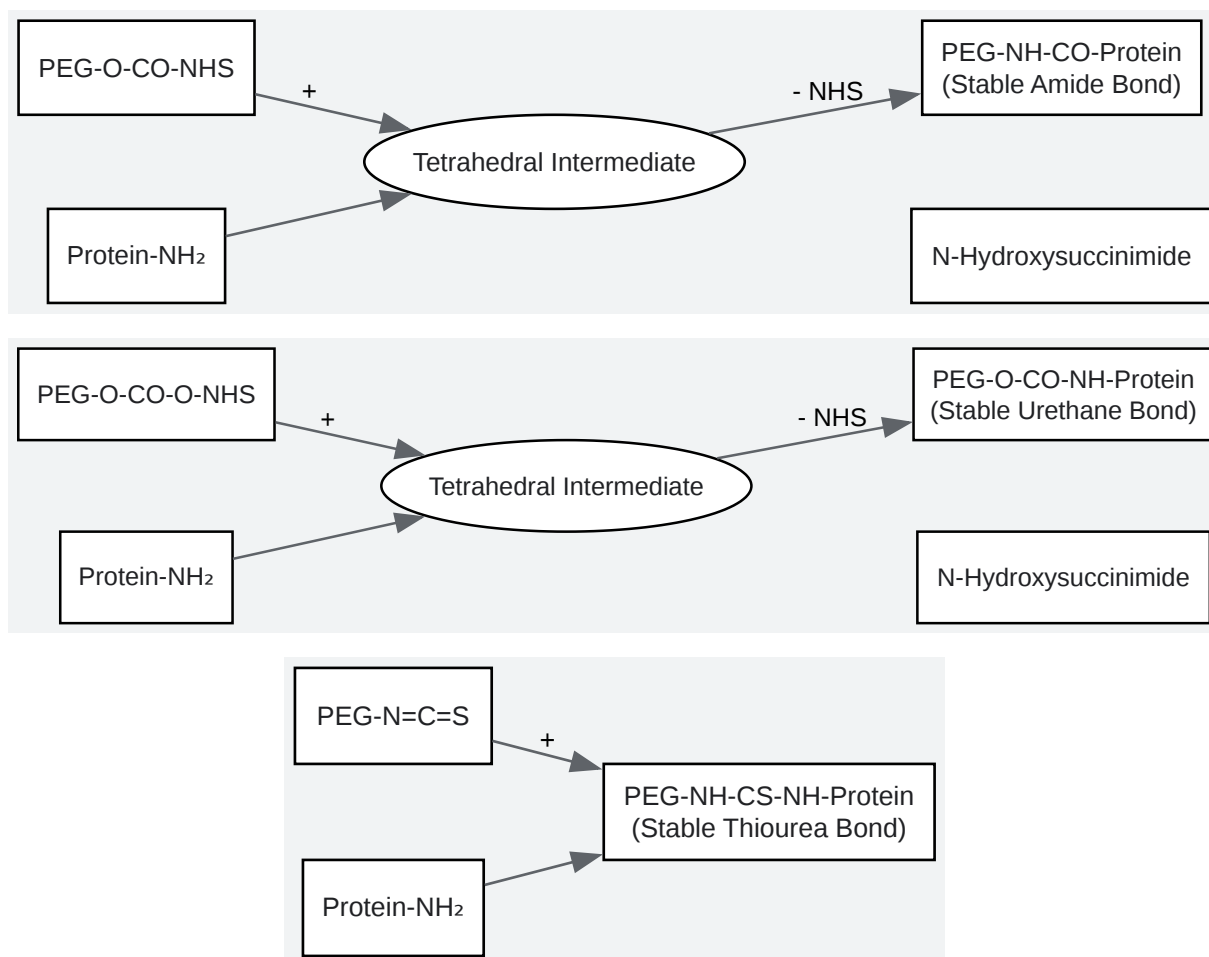 PEG-O-CO-NHS
+
- NHS
PEG-NH-CO-Protein
(Stable Amide Bond)
Tetrahedral Intermediate
Protein-NH₂
N-Hydroxysuccinimide
PEG-O-CO-O-NHS
+
- NHS
PEG-O-CO-NH-Protein
(Stable Urethane Bond)
Tetrahedral Intermediate
Protein-NH₂
N-Hydroxysuccinimide
PEG-N=C=S
+
PEG-NH-CS-NH-Protein
(Stable Thiourea Bond)
Protein-NH₂